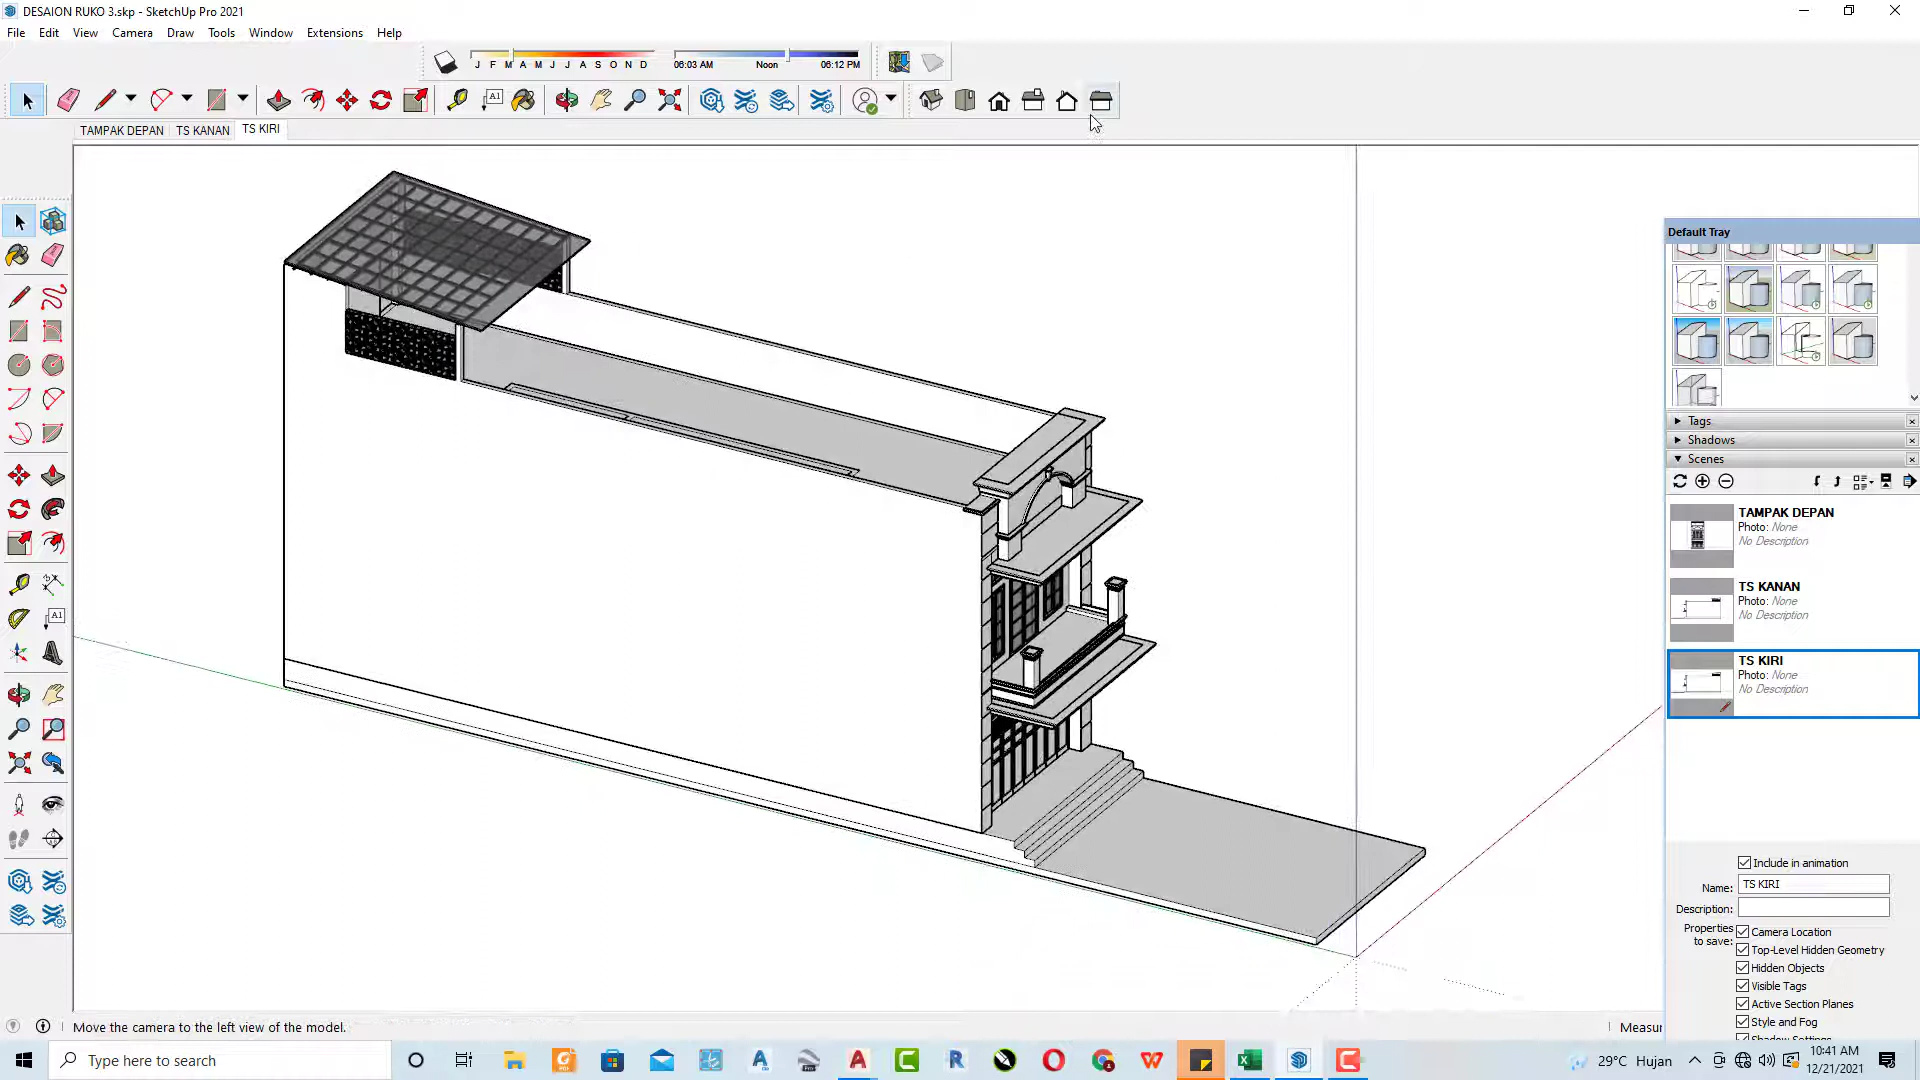 DESAION RUKO 3.skp - SketchUp Pro 2021
File Edit View Camera Draw Tools Window Extensions Help
J F M A M J J A S O N D
06:03 AM Noon 06:12 PM
TAMPAK DEPAN TS KANAN TS KIRI
Default Tray
Tags
Shadows
Scenes
TAMPAK DEPAN
Photo: None
No Description
TS KANAN
Photo: None
No Description
TS KIRI
Photo: None
No Description
Include in animation
Name: TS KIRI
Description:
Properties to save:
Camera Location
Top-Level Hidden Geometry
Hidden Objects
Visible Tags
Active Section Planes
Style and Fog
Move the camera to the left view of the model.
Type here to search
29°C Hujan
10:41 AM
12/21/2021